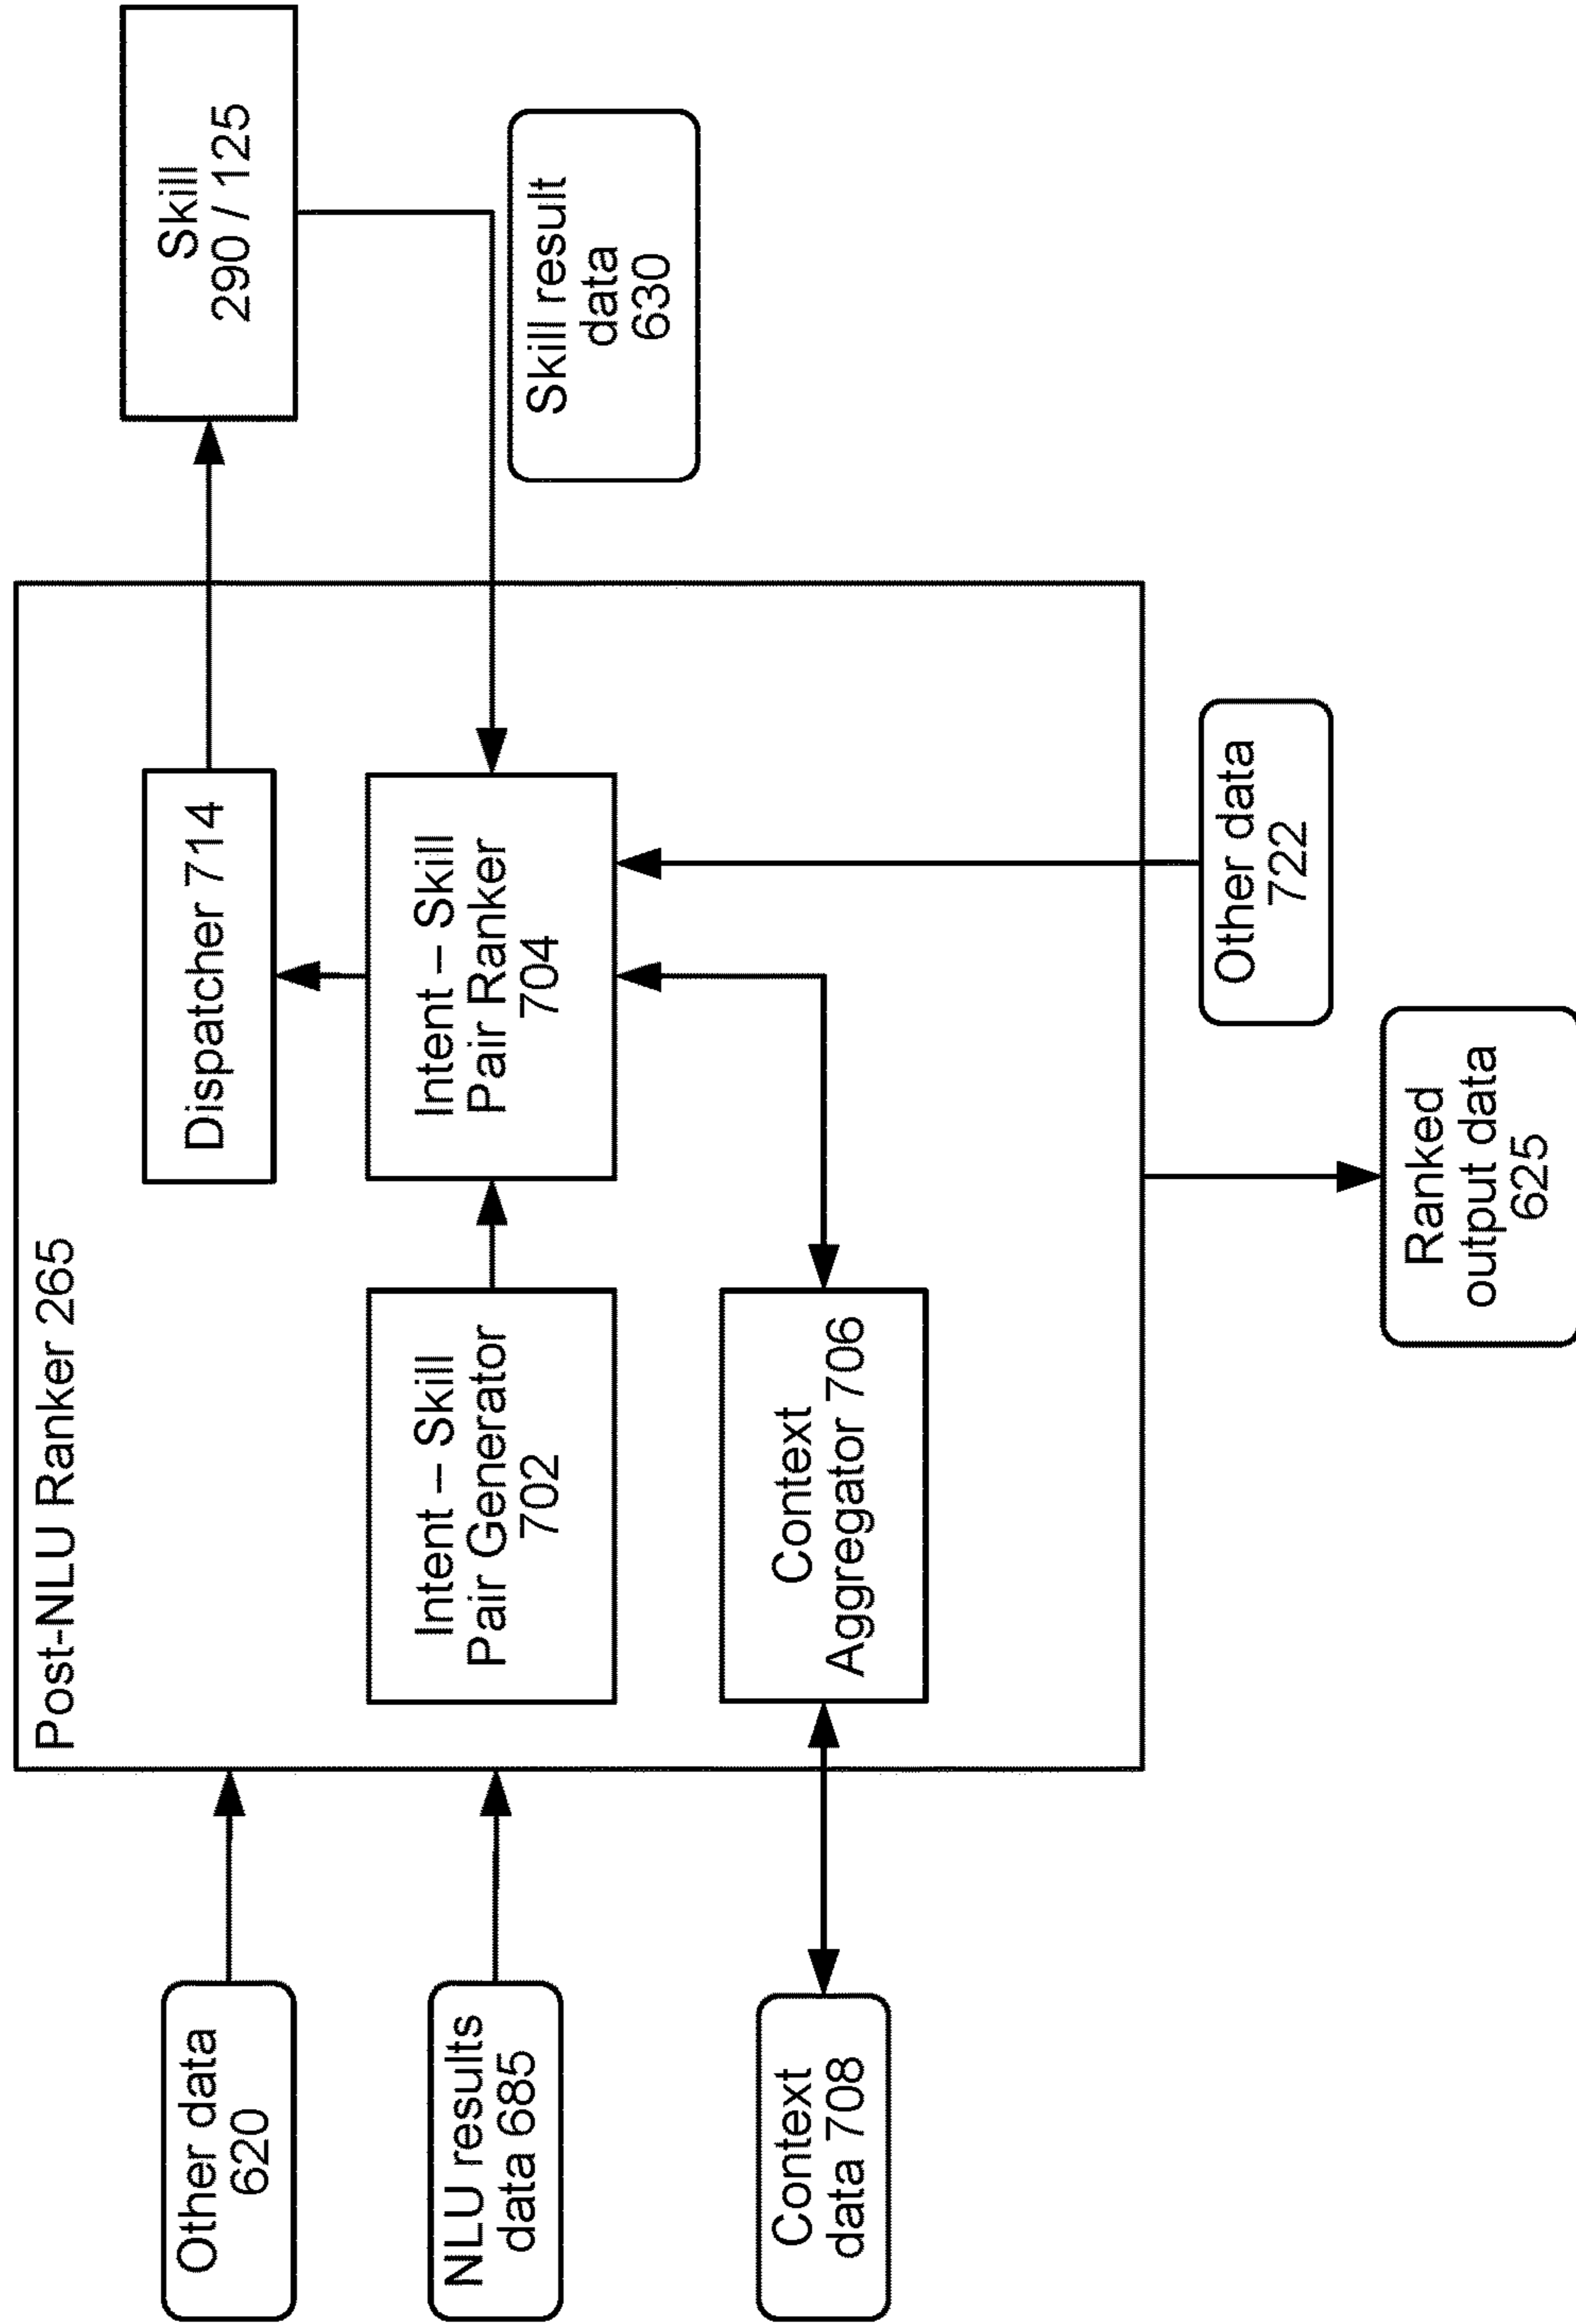 Post-NLU Ranker 265
Other data
620
NLU results
data 685
Context
data 708
Dispatcher 714
Intent – Skill
Pair Generator
702
Intent – Skill
Pair Ranker
704
Context
Aggregator 706
Skill
290 / 125
Skill result
data
630
Other data
722
Ranked
output data
625